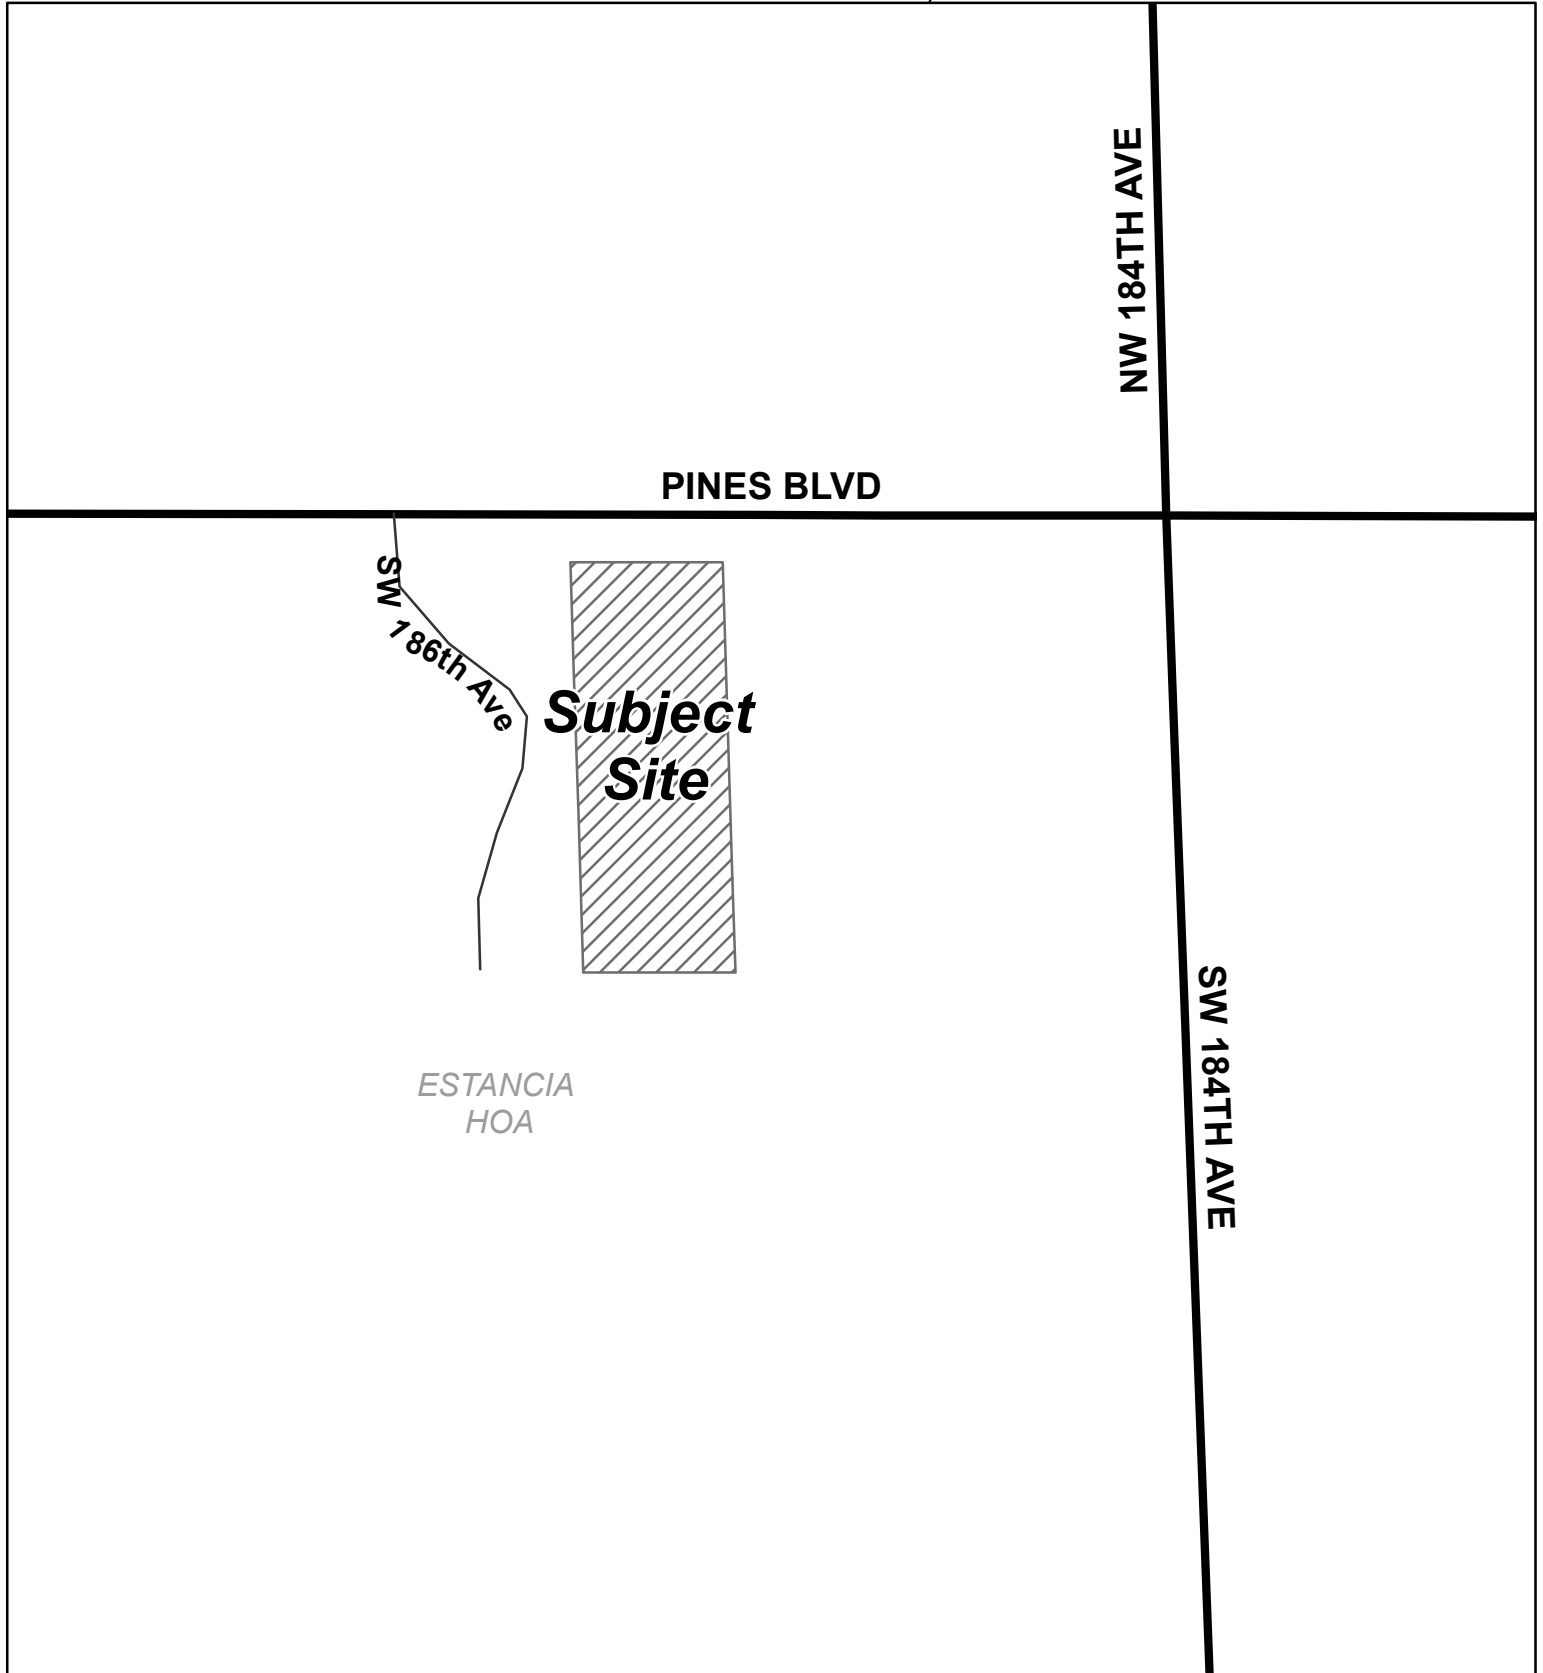 NW 184TH AVE
PINES BLVD
SW 186th Ave
Subject
Site
SW 184TH AVE
ESTANCIA
HOA